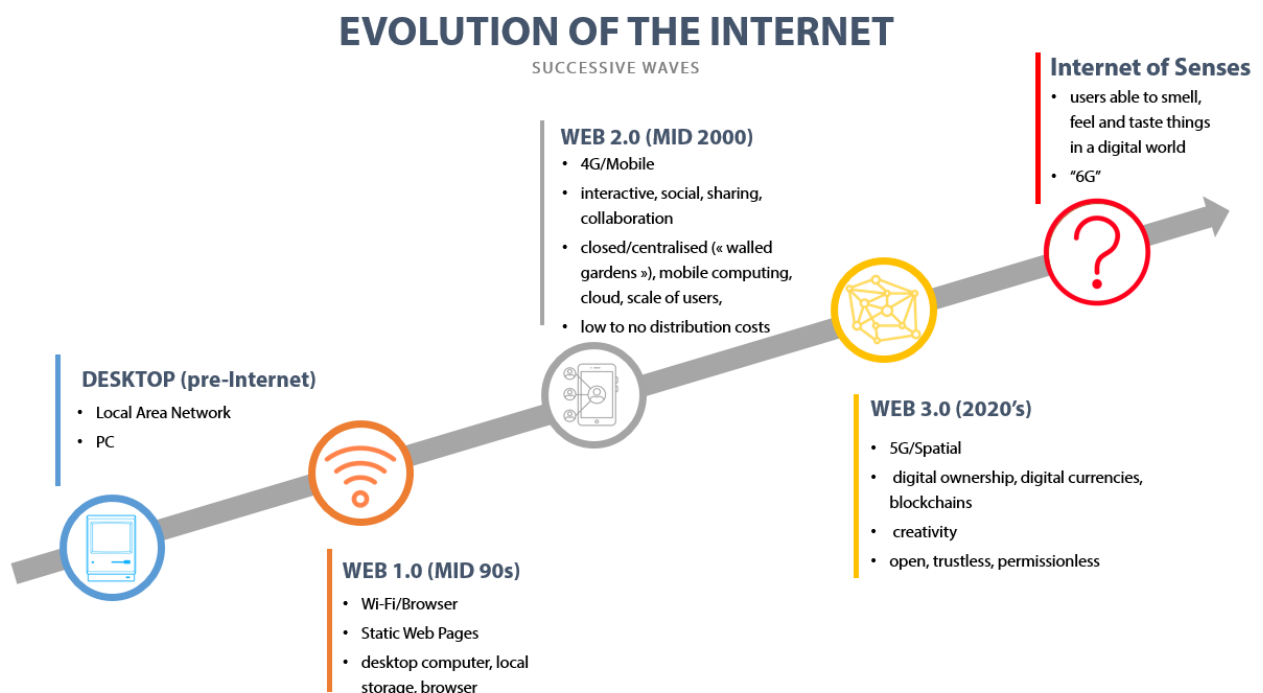 EVOLUTION OF THE INTERNET
SUCCESSIVE WAVES
DESKTOP (pre-Internet)
• Local Area Network
• PC
WEB 1.0 (MID 90s)
• Wi-Fi/Browser
• Static Web Pages
• desktop computer, local
storage, browser
WEB 2.0 (MID 2000)
• 4G/Mobile
• interactive, social, sharing,
collaboration
• closed/centralised (« walled
gardens »), mobile computing,
cloud, scale of users,
• low to no distribution costs
WEB 3.0 (2020's)
• 5G/Spatial
• digital ownership, digital currencies,
blockchains
• creativity
• open, trustless, permissionless
Internet of Senses
• users able to smell,
feel and taste things
in a digital world
• “6G”
?